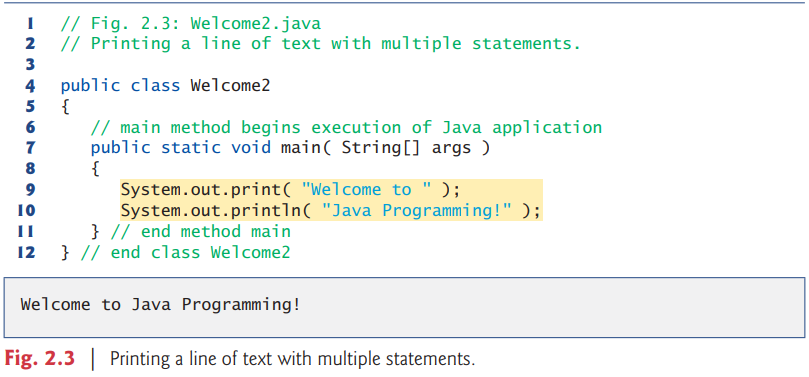 1 // Fig. 2.3: Welcome2.java
2 // Printing a line of text with multiple statements.
3
4 public class Welcome2
5 {
6 // main method begins execution of Java application
7 public static void main( String[] args )
8 {
9 System.out.print( "Welcome to " );
10 System.out.println( "Java Programming!" );
11 } // end method main
12 } // end class Welcome2
Welcome to Java Programming!
Fig. 2.3 | Printing a line of text with multiple statements.